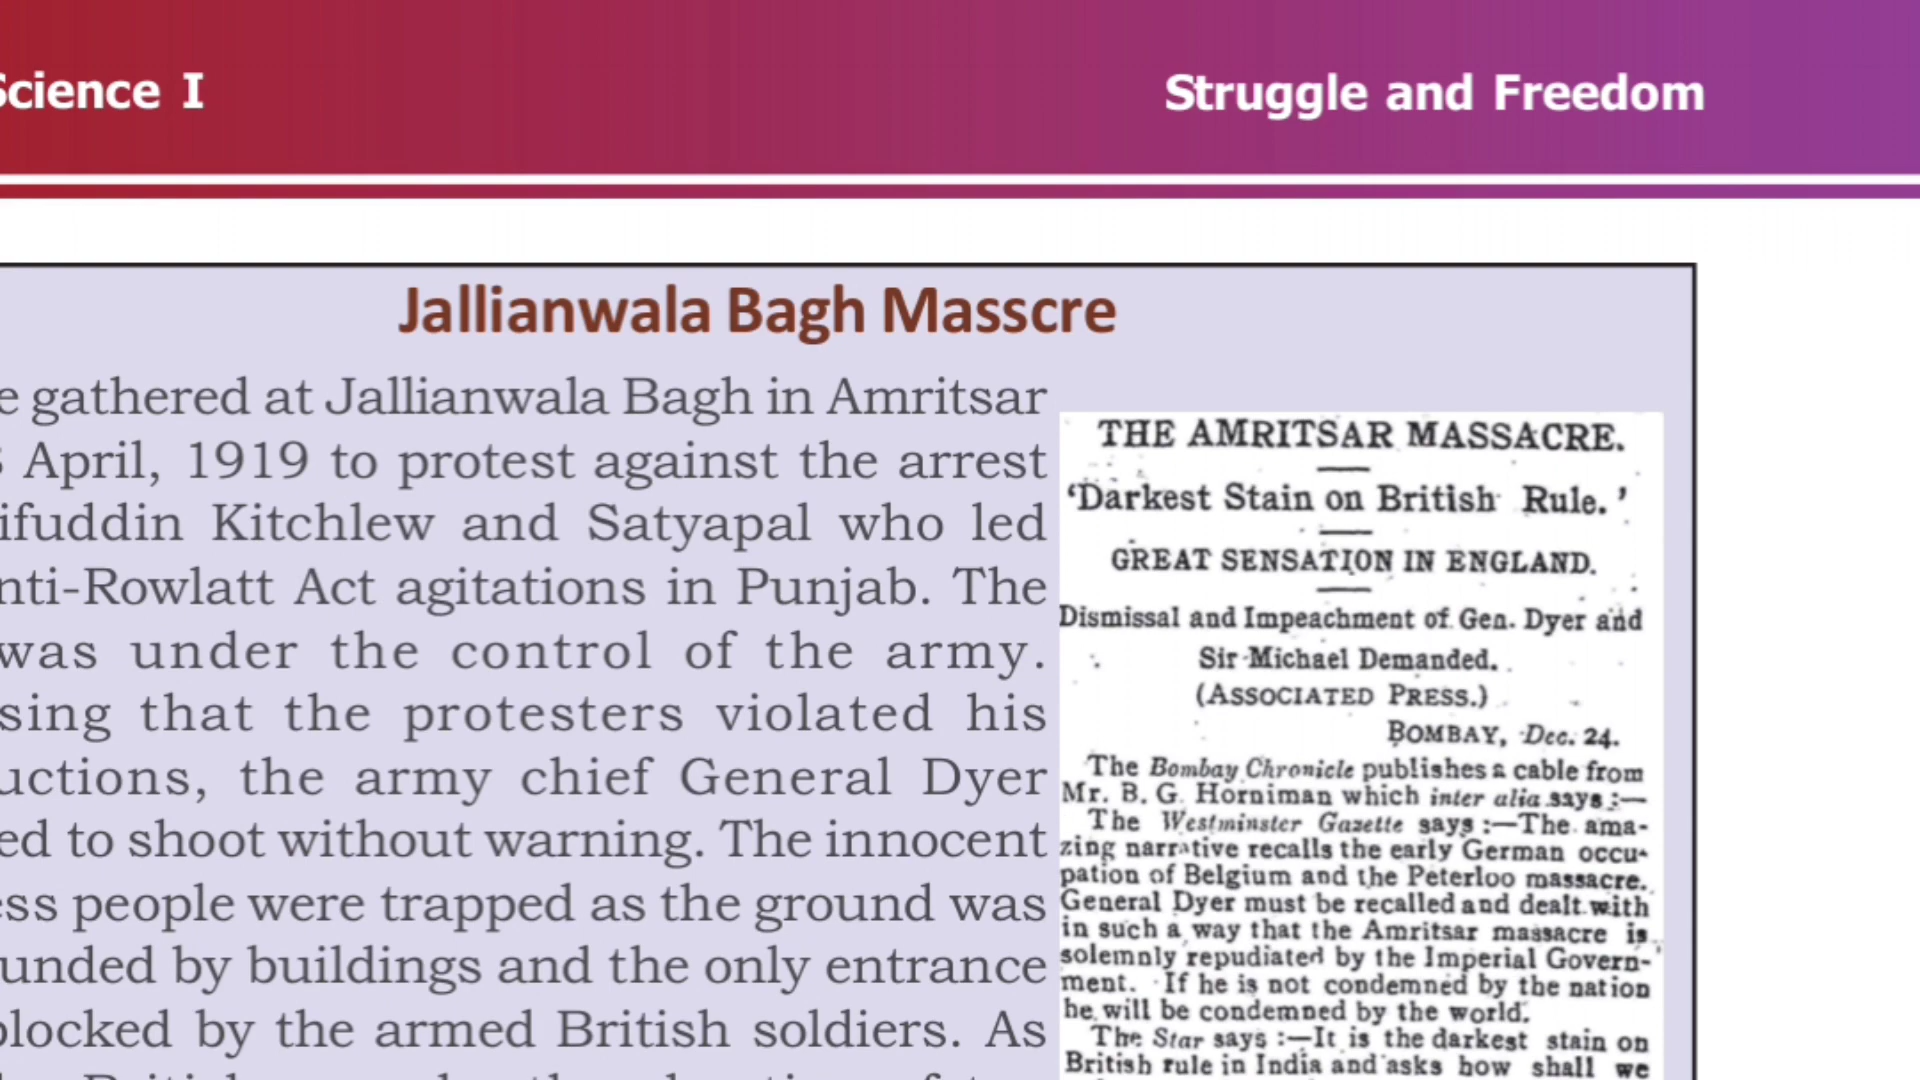 Science I
Struggle and Freedom
Jallianwala Bagh Masscre
e gathered at Jallianwala Bagh in Amritsar
April, 1919 to protest against the arrest
ifuddin Kitchlew and Satyapal who led
nti-Rowlatt Act agitations in Punjab. The
was under the control of the army.
sing that the protesters violated his
uctions, the army chief General Dyer
ed to shoot without warning. The innocent
ess people were trapped as the ground was
unded by buildings and the only entrance
blocked by the armed British soldiers. As
THE AMRITSAR MASSACRE.
'Darkest Stain on British Rule.'
GREAT SENSATION IN ENGLAND.
Dismissal and Impeachment of Gen. Dyer and
Sir Michael Demanded.
(ASSOCIATED PRESS.)
BOMBAY, Dec. 24.
The Bombay Chronicle publishes a cable from
Mr. B. G. Horniman which inter alia says :—
The Westminster Gazette says :—The ama-
zing narrative recalls the early German occu-
pation of Belgium and the Peterloo massacre.
General Dyer must be recalled and dealt with
in such a way that the Amritsar massacre is
solemnly repudiated by the Imperial Govern-
ment. If he is not condemned by the nation
he will be condemned by the world.
The Star says :—It is the darkest stain on
British rule in India and asks how shall we